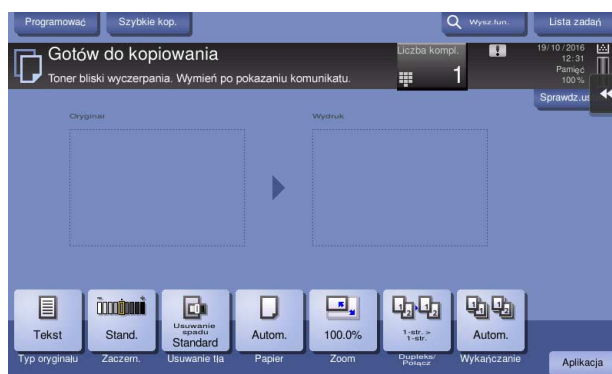 Programować
Szybkie kop.
Wysz.fun.
Lista zadań
Gotów do kopiowania
Toner bliski wyczerpania. Wymień po pokazaniu komunikatu.
Liczba kompl.
1
19/10/2016
12:31
Pamięć
100 %
Sprawdz.us
Oryginał
Wydruk
Tekst
Stand.
Usuwanie
spadu
Standard
Autom.
100.0%
1-str. >
1-str.
Autom.
Typ oryginału
Zaczern.
Usuwanie tła
Papier
Zoom
Dupleks/
Połącz
Wykańczanie
Aplikacja